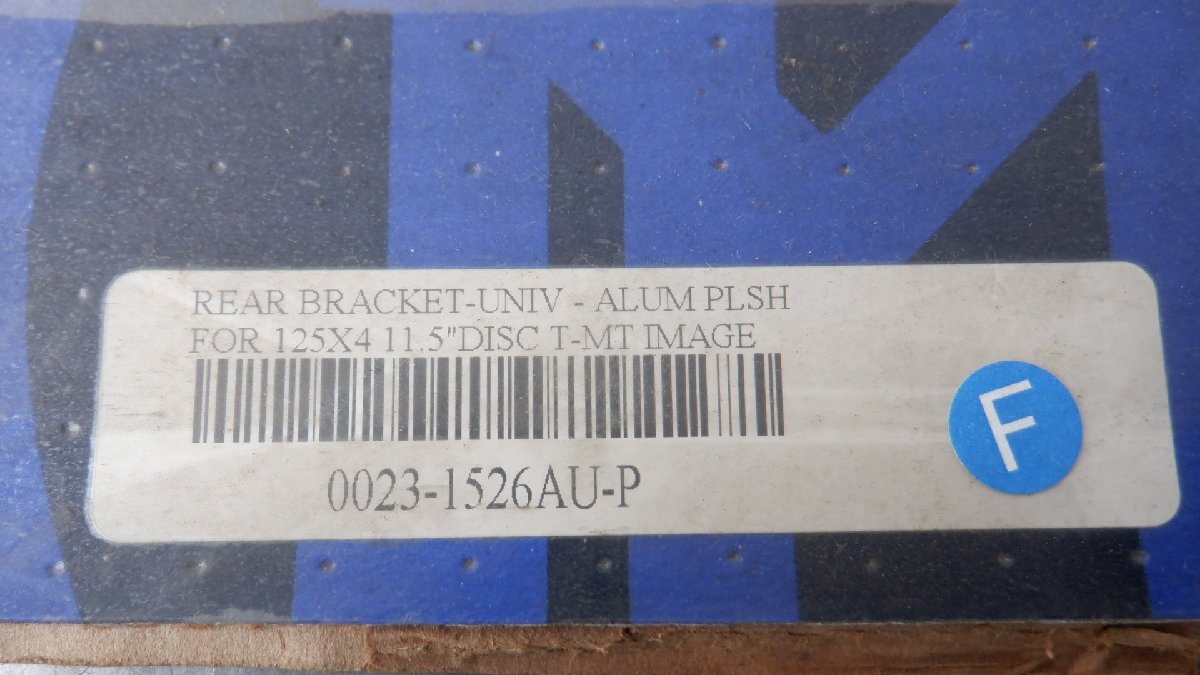 REAR BRACKET-UNIV - ALUM PLSH
FOR 125X4 11.5"DISC T-MT IMAGE
0023-1526AU-P
F